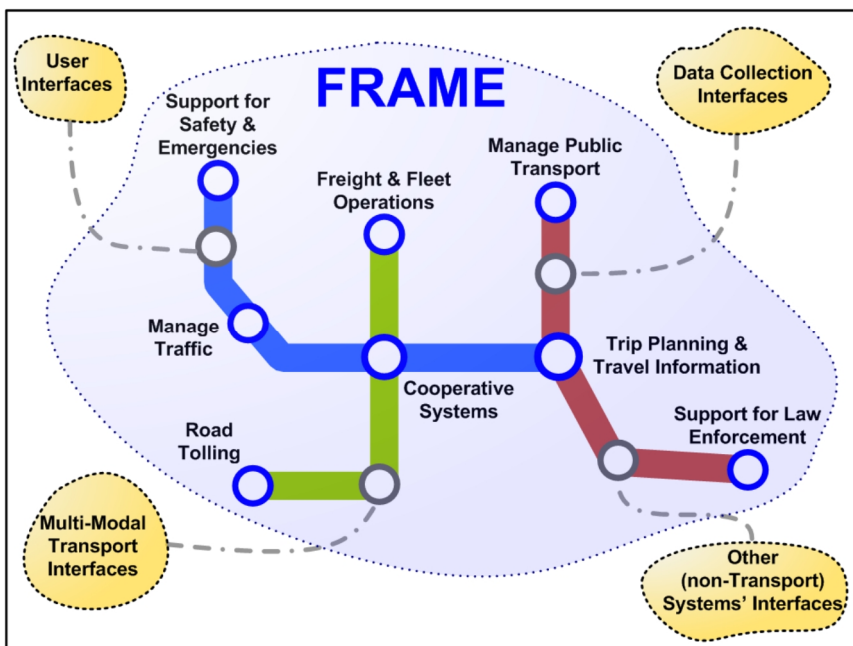 User
Interfaces
FRAME
Data Collection
Interfaces
Support for
Safety &
Emergencies
Freight & Fleet
Operations
Manage Public
Transport
Manage
Traffic
Cooperative
Systems
Trip Planning &
Travel Information
Road
Tolling
Support for Law
Enforcement
Multi-Modal
Transport
Interfaces
Other
(non-Transport)
Systems' Interfaces